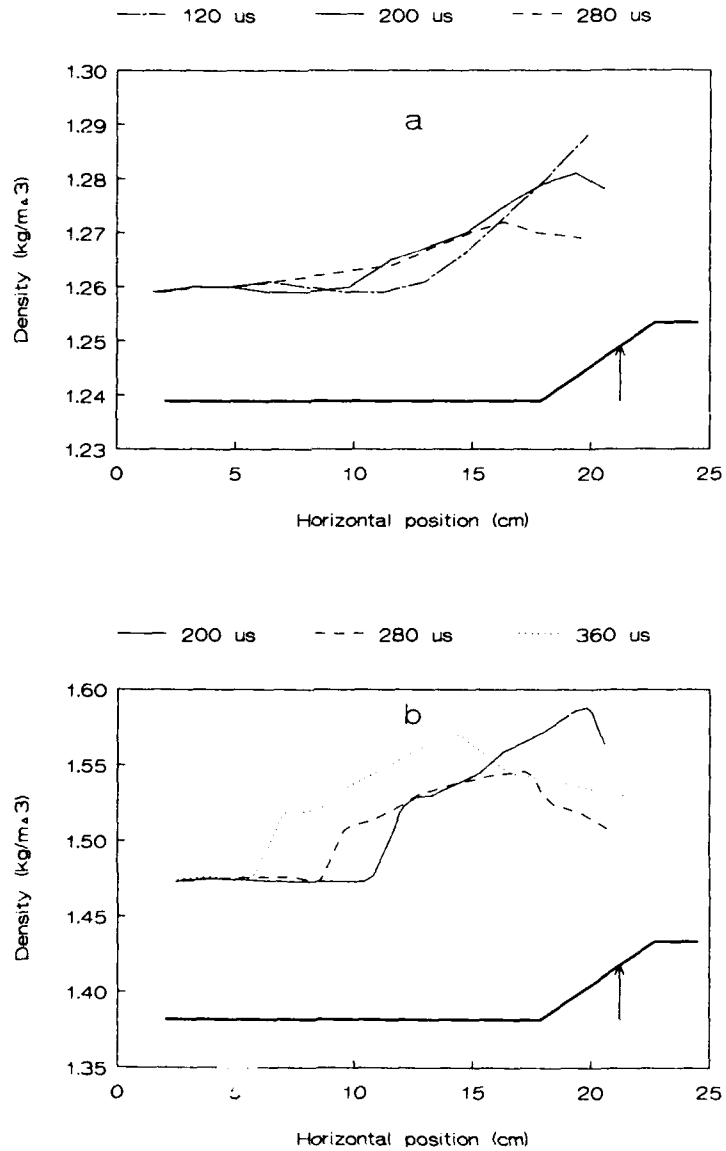 120 us 200 us 280 us
a
1.30
1.29
1.28
1.27
1.26
1.25
1.24
1.23
Density (kg/m▵3)
0 5 10 15 20 25
Horizontal position (cm)
200 us 280 us 360 us
b
1.60
1.55
1.50
1.45
1.40
1.35
Density (kg/m▵3)
0 10 15 20 25
Horizontal position (cm)